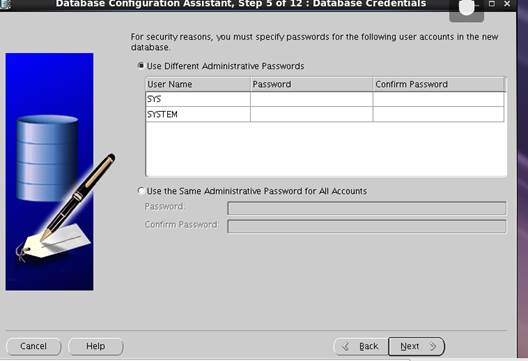 Database Configuration Assistant, Step 5 of 12 : Database Credentials
For security reasons, you must specify passwords for the following user accounts in the new
database.
Use Different Administrative Passwords
User Name Password Confirm Password
SYS
SYSTEM
Use the Same Administrative Password for All Accounts
Password:
Confirm Password:
Cancel Help Back Next